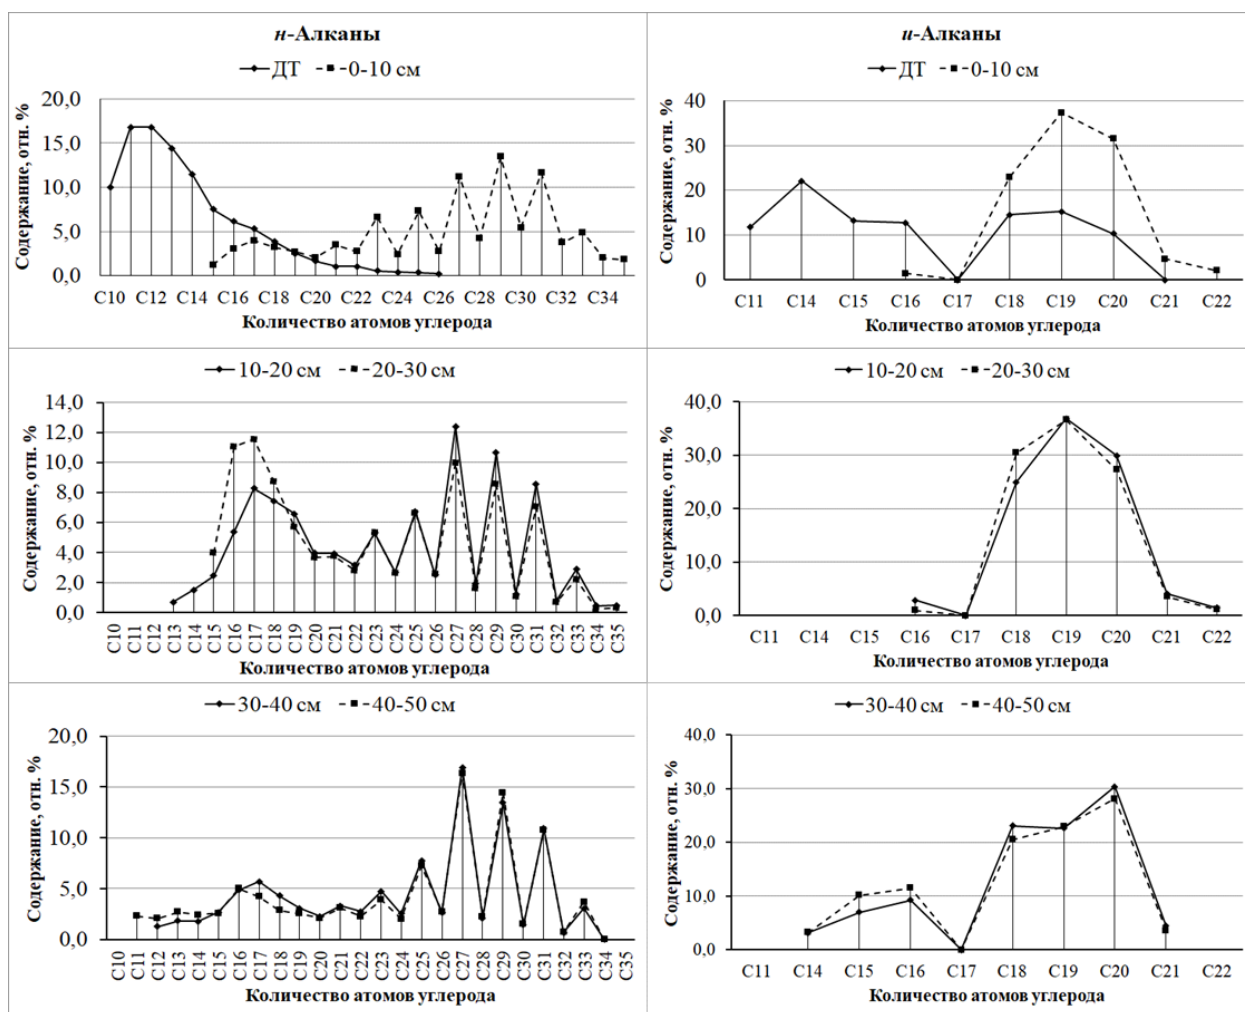 н-Алканы
ДТ 0-10 см
Содержание, отн. %
20,0
15,0
10,0
5,0
0,0
C10 C12 C14 C16 C18 C20 C22 C24 C26 C28 C30 C32 C34
Количество атомов углерода
и-Алканы
ДТ 0-10 см
Содержание, отн. %
40
30
20
10
0
C11 C14 C15 C16 C17 C18 C19 C20 C21 C22
Количество атомов углерода
10-20 см 20-30 см
Содержание, отн. %
14,0
12,0
10,0
8,0
6,0
4,0
2,0
0,0
C10 C11 C12 C13 C14 C15 C16 C17 C18 C19 C20 C21 C22 C23 C24 C25 C26 C27 C28 C29 C30 C31 C32 C33 C34 C35
Количество атомов углерода
10-20 см 20-30 см
Содержание, отн. %
40,0
30,0
20,0
10,0
0,0
C11 C14 C15 C16 C17 C18 C19 C20 C21 C22
Количество атомов углерода
30-40 см 40-50 см
Содержание, отн. %
20,0
15,0
10,0
5,0
0,0
C10 C11 C12 C13 C14 C15 C16 C17 C18 C19 C20 C21 C22 C23 C24 C25 C26 C27 C28 C29 C30 C31 C32 C33 C34 C35
Количество атомов углерода
30-40 см 40-50 см
Содержание, отн. %
40,0
30,0
20,0
10,0
0,0
C11 C14 C15 C16 C17 C18 C19 C20 C21 C22
Количество атомов углерода